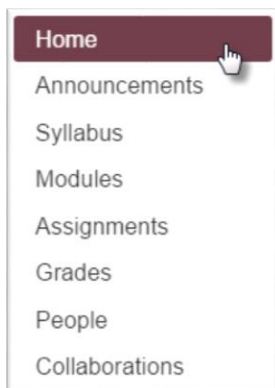 Home
Announcements
Syllabus
Modules
Assignments
Grades
People
Collaborations